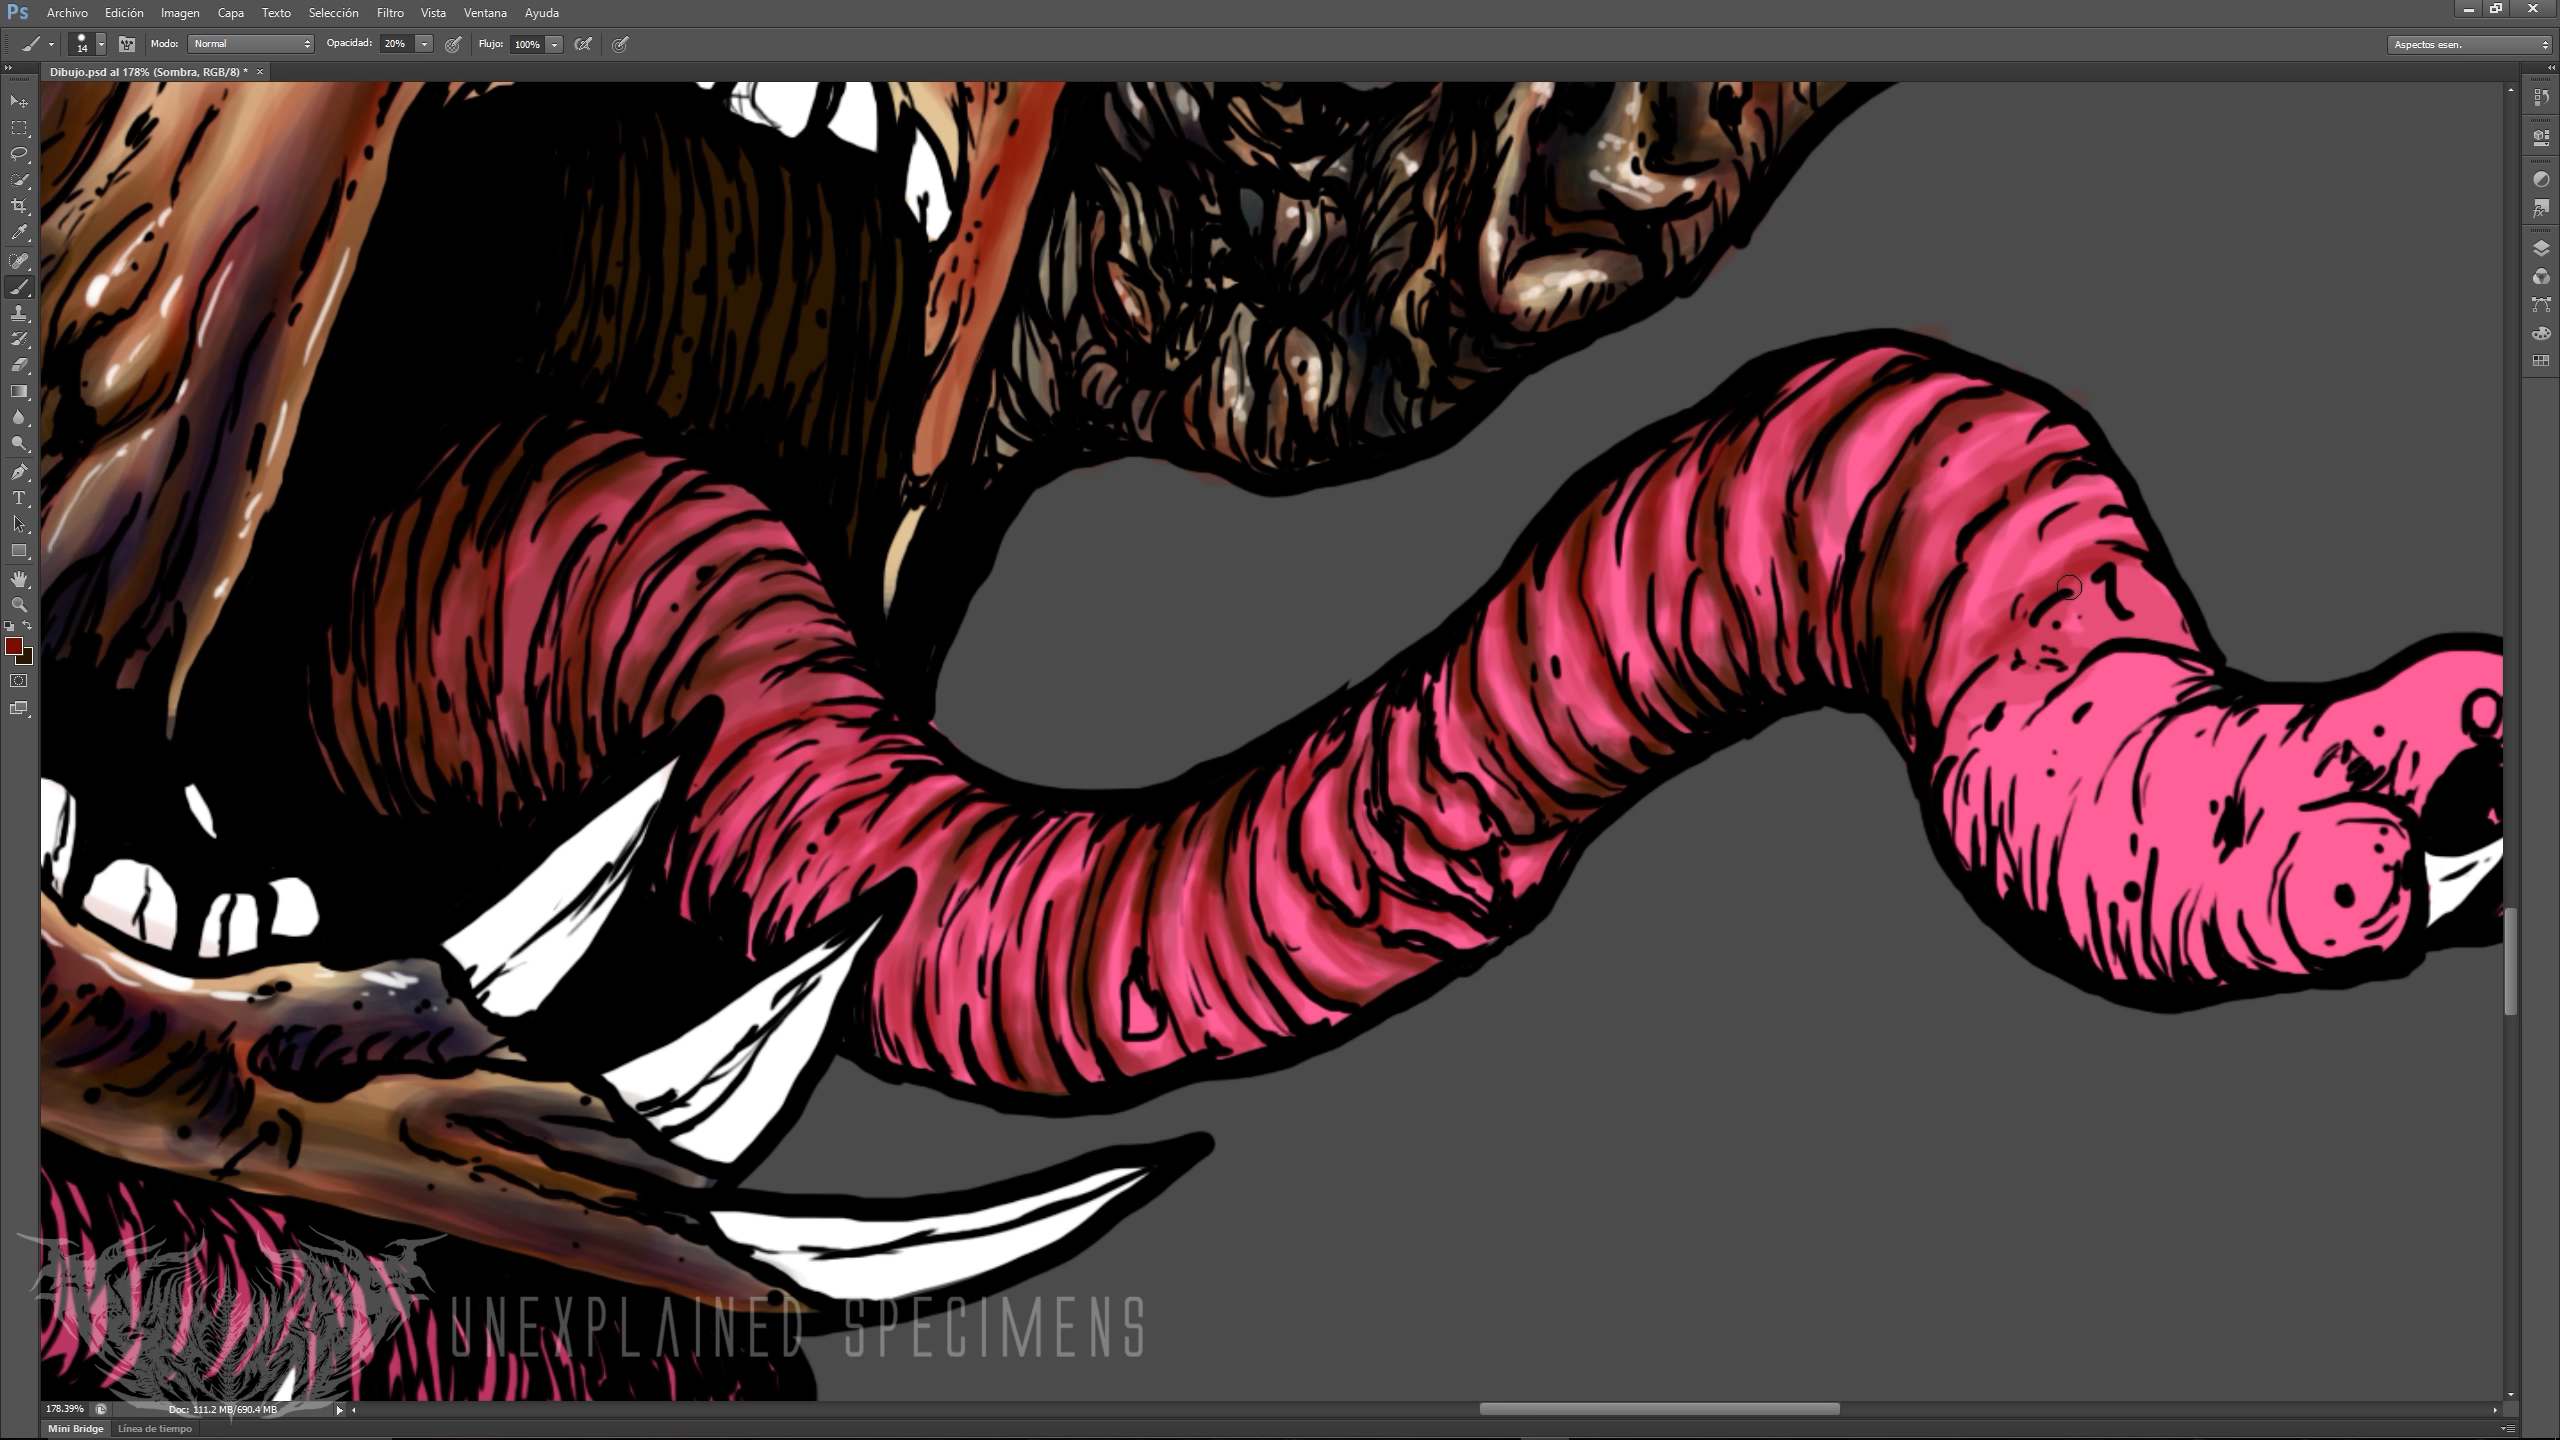 Ps Archivo Edición Imagen Capa Texto Selección Filtro Vista Ventana Ayuda
14 Modo: Normal Opacidad: 20% Flujo: 100% Aspectos esen.
Dibujo.psd al 178% (Sombra, RGB/8) * ×
UNEXPLAINED SPECIMENS
178.39% Doc: 111.2 MB/690.4 MB
Mini Bridge Línea de tiempo